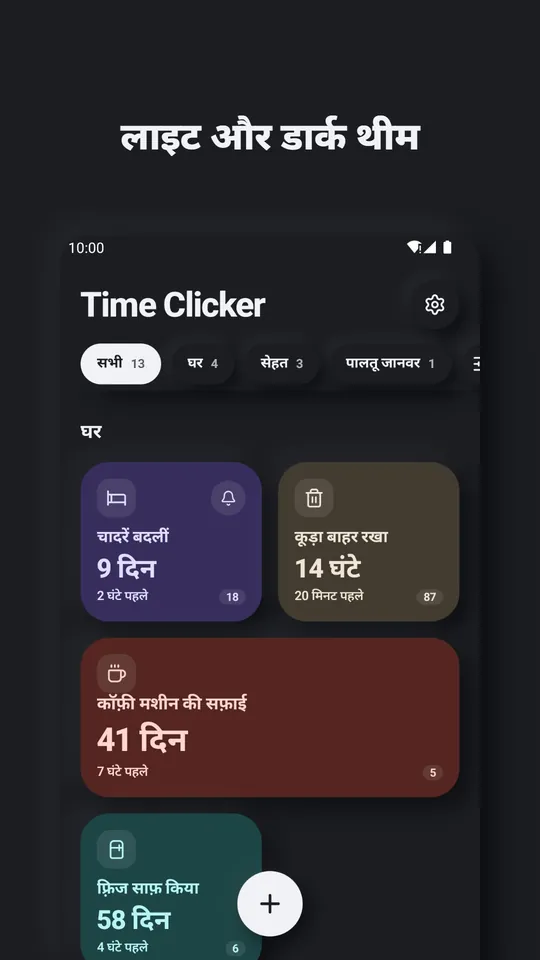 लाइट और डार्क थीम
10:00
Time Clicker
सभी 13 घर 4 सेहत 3 पालतू जानवर 1
घर
चादरें बदलीं
9 दिन
2 घंटे पहले 18
कूड़ा बाहर रखा
14 घंटे
20 मिनट पहले 87
कॉफ़ी मशीन की सफ़ाई
41 दिन
7 घंटे पहले 5
फ़्रिज साफ़ किया
58 दिन
4 घंटे पहले 6